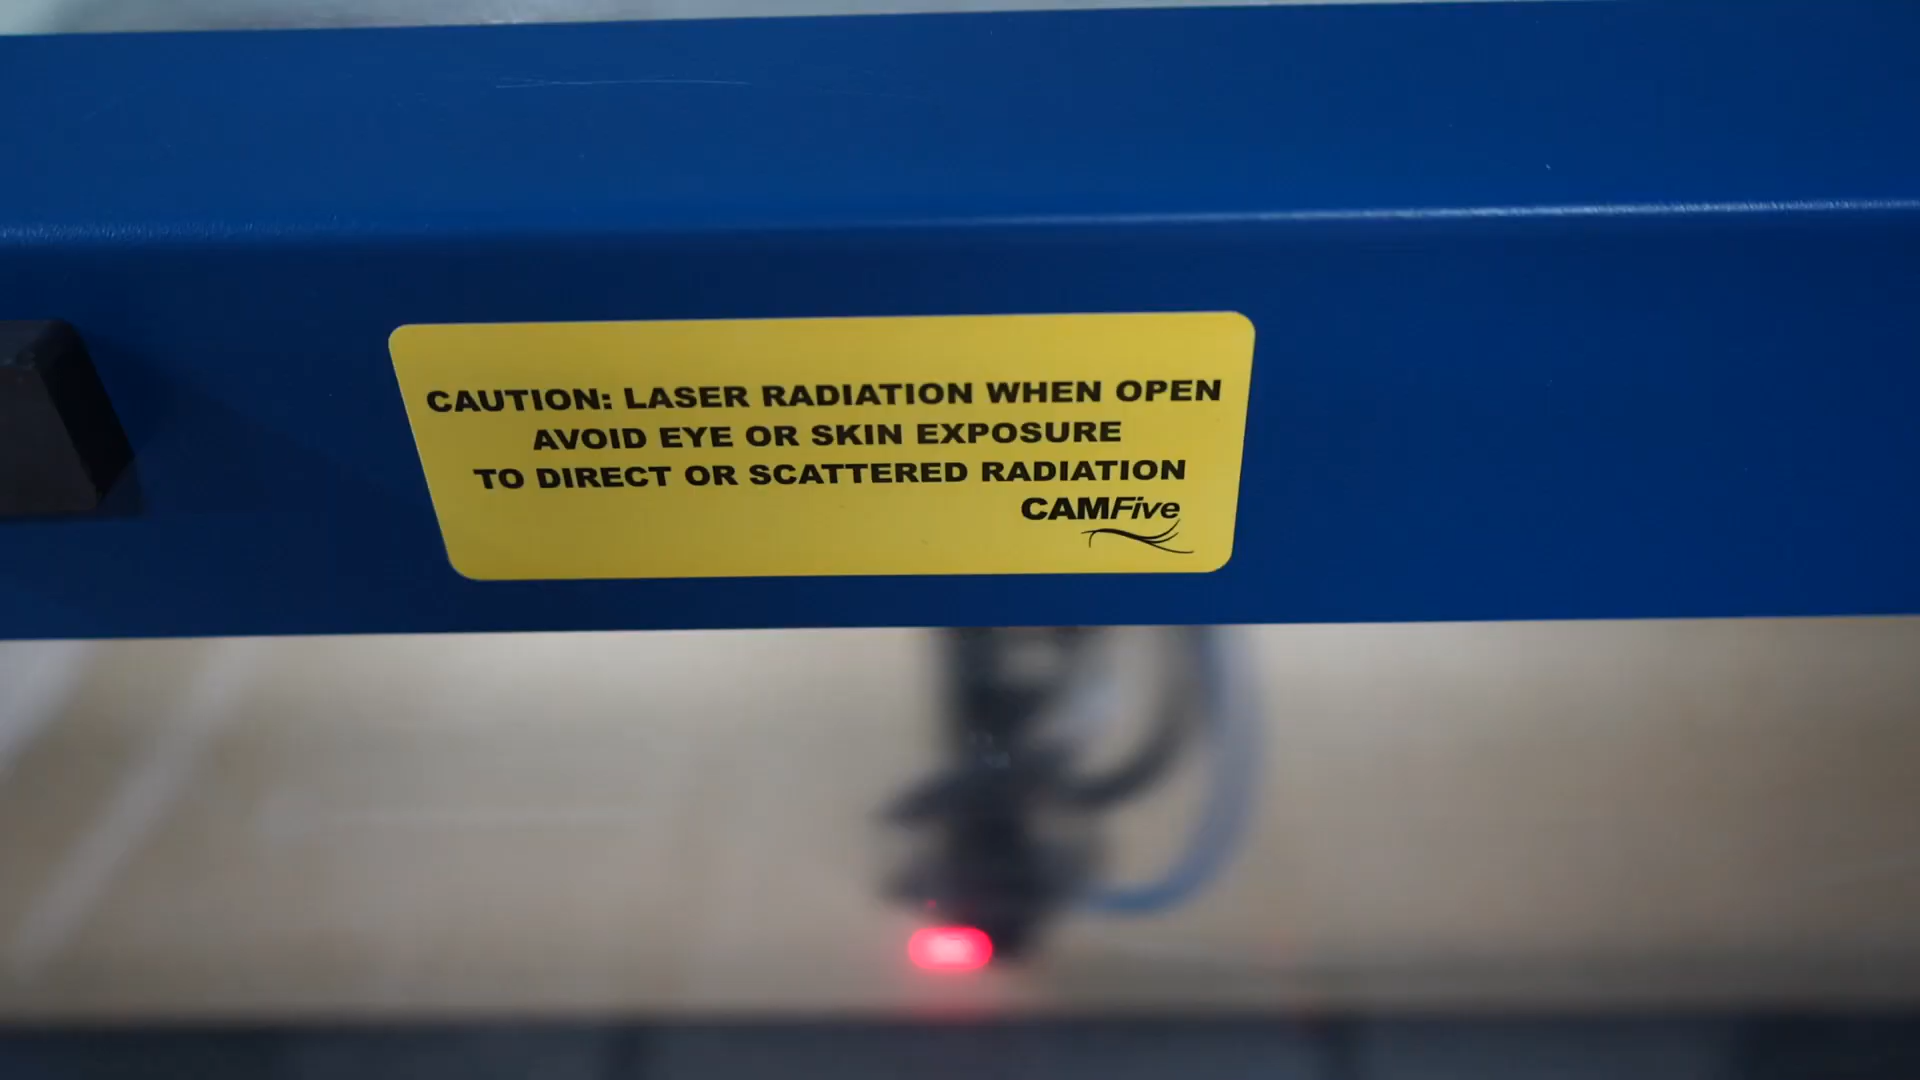 CAUTION: LASER RADIATION WHEN OPEN
AVOID EYE OR SKIN EXPOSURE
TO DIRECT OR SCATTERED RADIATION
CAMFive